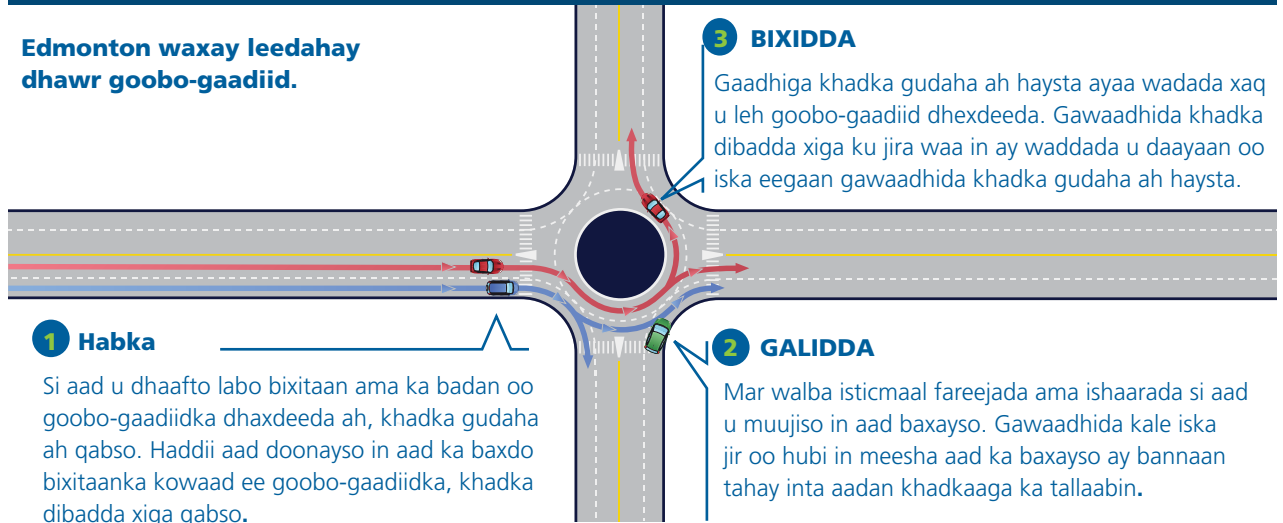 Edmonton waxay leedahay
dhawr goobo-gaadiid.
3 BIXIDDA
Gaadhiga khadka gudaha ah haysta ayaa wadada xaq
u leh goobo-gaadiid dhexdeeda. Gawaadhida khadka
dibadda xiga ku jira waa in ay waddada u daayaan oo
iska eegaan gawaadhida khadka gudaha ah haysta.
1 Habka
Si aad u dhaafto labo bixitaan ama ka badan oo
goobo-gaadiidka dhaxdeeda ah, khadka gudaha
ah qabso. Haddii aad doonayso in aad ka baxdo
bixitaanka kowaad ee goobo-gaadiidka, khadka
dibadda xiga qabso.
2 GALIDDA
Mar walba isticmaal fareejada ama ishaarada si aad
u muujiso in aad baxayso. Gawaadhida kale iska
jir oo hubi in meesha aad ka baxayso ay bannaan
tahay inta aadan khadkaaga ka tallaabin.